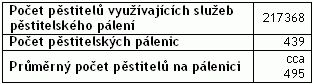 Počet pěstitelů využívajících služeb
pěstitelského pálení
217368
Počet pěstitelských pálenic
439
Průměrný počet pěstitelů na pálenici
cca
495